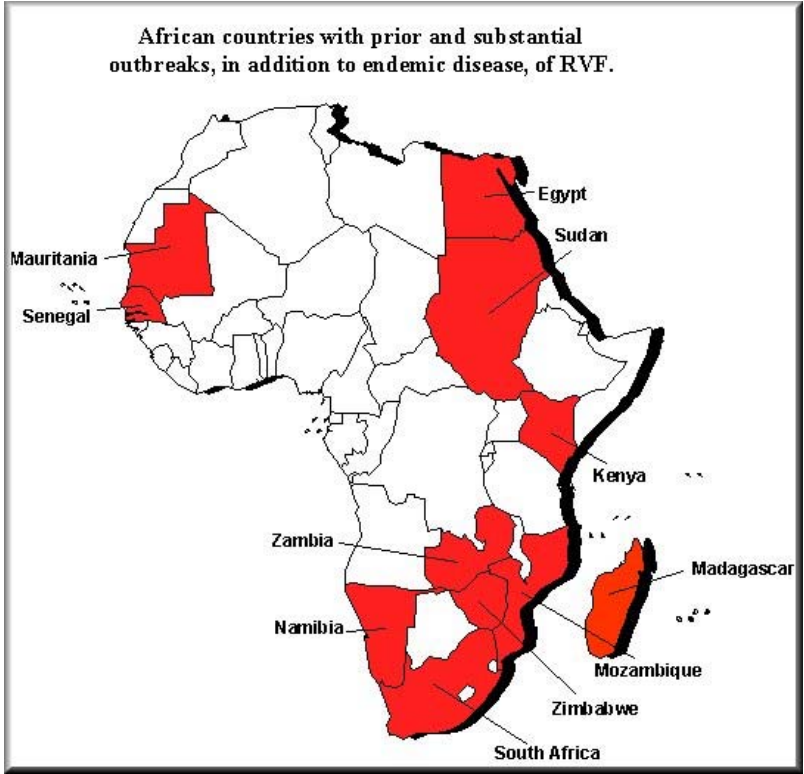 African countries with prior and substantial
outbreaks, in addition to endemic disease, of RVF.
Egypt
Sudan
Mauritania
Senegal
Kenya
Zambia
Madagascar
Namibia
Mozambique
Zimbabwe
South Africa